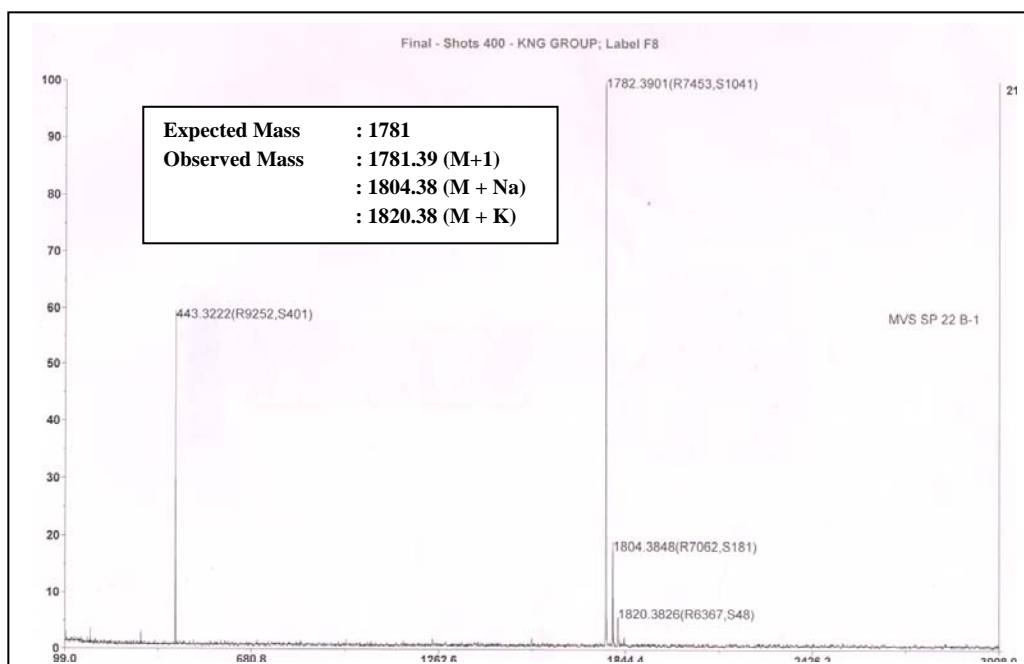 Final - Shots 400 - KNG GROUP; Label F8
100
1782.3901(R7453,S1041)
21
Expected Mass : 1781
Observed Mass : 1781.39 (M+1)
: 1804.38 (M + Na)
: 1820.38 (M + K)
90
80
70
60
443.3222(R9252,S401)
MVS SP 22 B-1
50
40
30
20
1804.3848(R7062,S181)
10
1820.3826(R6367,S48)
0
99.0 680.8 1262.6 1844.4 2426.2